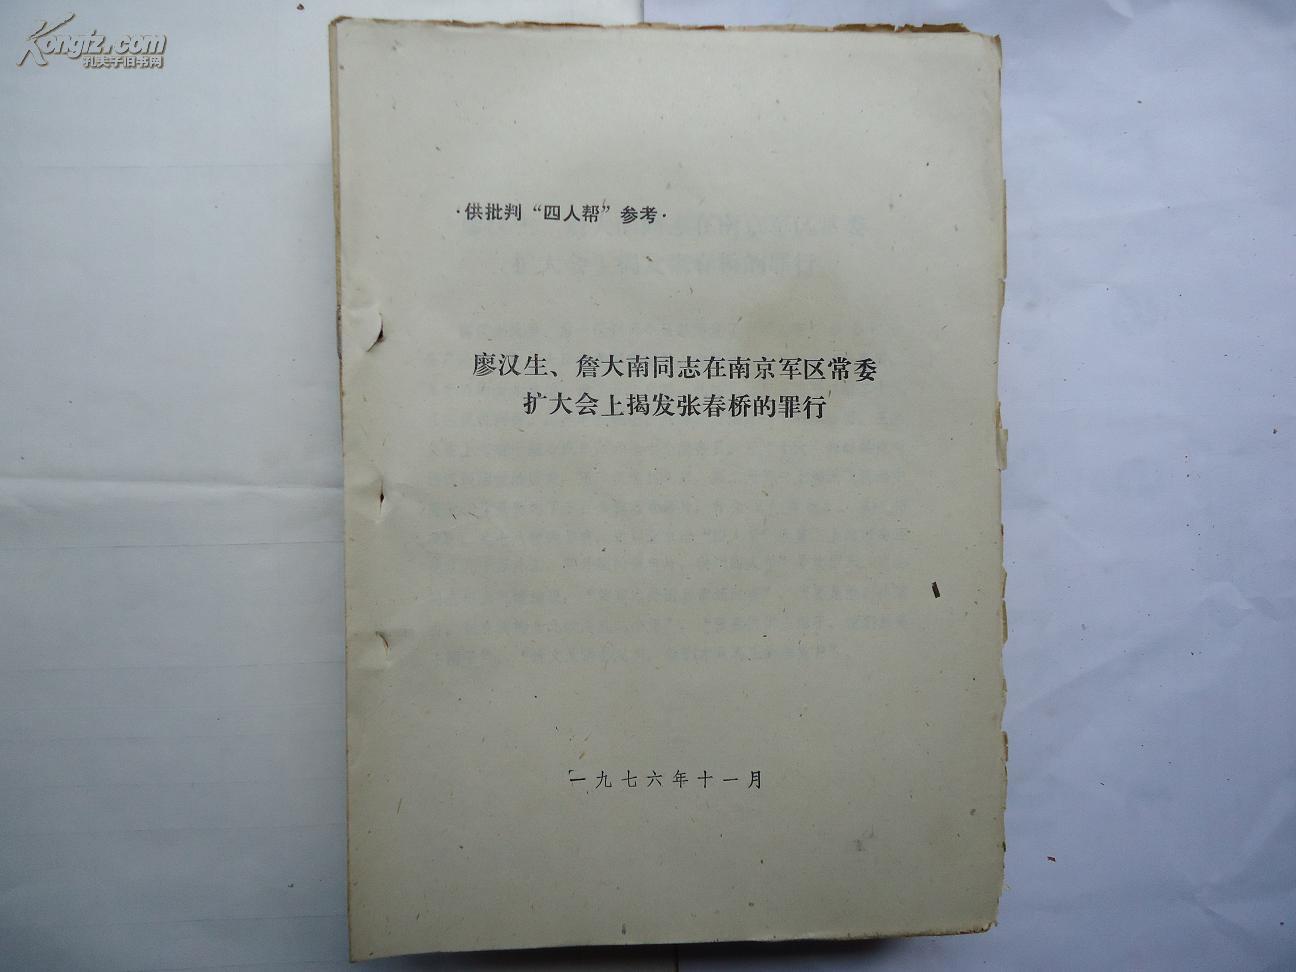 Kongfz.com
孔夫子旧书网
·供批判“四人帮”参考·
廖汉生、詹大南同志在南京军区常委
扩大会上揭发张春桥的罪行
一九七六年十一月